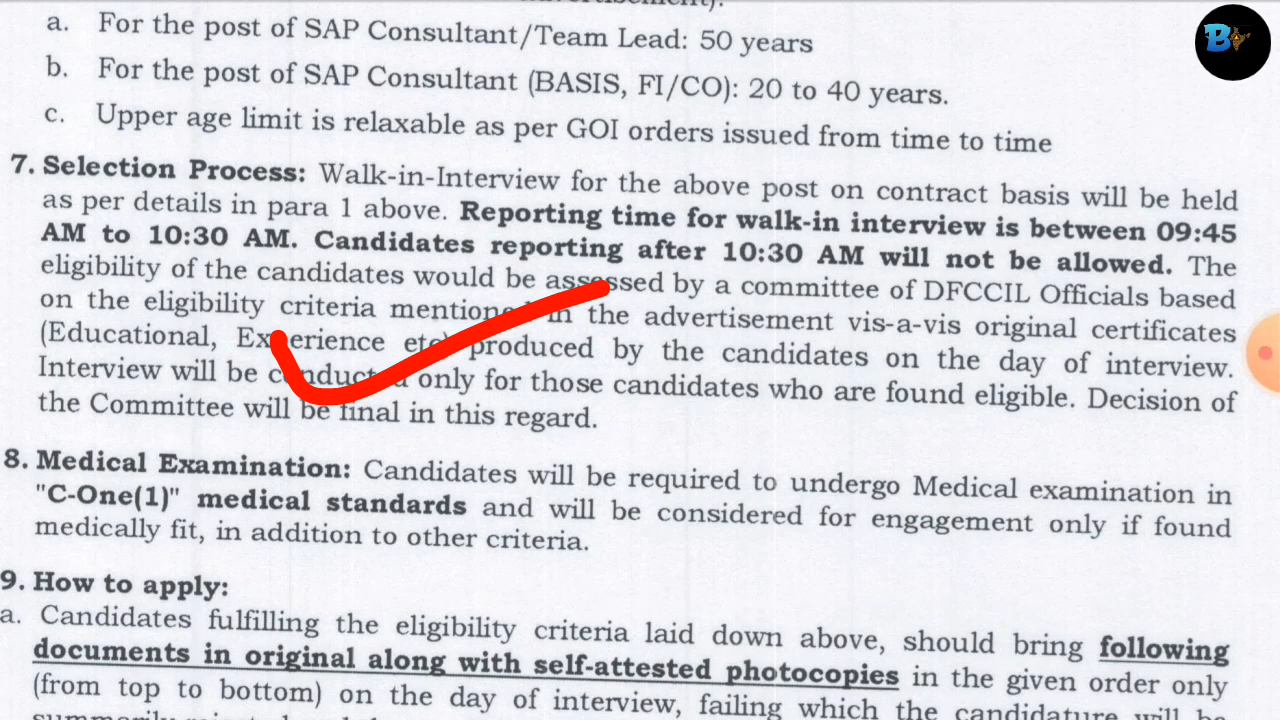 a. For the post of SAP Consultant/Team Lead: 50 years
b. For the post of SAP Consultant (BASIS, FI/CO): 20 to 40 years.
c. Upper age limit is relaxable as per GOI orders issued from time to time
7. Selection Process: Walk-in-Interview for the above post on contract basis will be held
as per details in para 1 above. Reporting time for walk-in interview is between 09:45
AM to 10:30 AM. Candidates reporting after 10:30 AM will not be allowed. The
eligibility of the candidates would be assessed by a committee of DFCCIL Officials based
on the eligibility criteria mentioned in the advertisement vis-a-vis original certificates
(Educational, Experience etc) produced by the candidates on the day of interview.
Interview will be conducted only for those candidates who are found eligible. Decision of
the Committee will be final in this regard.
8. Medical Examination: Candidates will be required to undergo Medical examination in
"C-One(1)" medical standards and will be considered for engagement only if found
medically fit, in addition to other criteria.
9. How to apply:
a. Candidates fulfilling the eligibility criteria laid down above, should bring following
documents in original along with self-attested photocopies in the given order only
(from top to bottom) on the day of interview, failing which the candidature will be
B